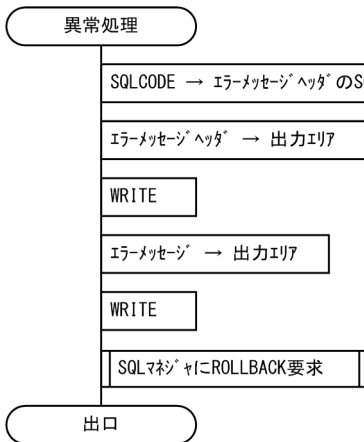 異常処理
SQLCODE → ｴﾗｰﾒｯｾｰｼﾞﾍｯﾀﾞのS
ｴﾗｰﾒｯｾｰｼﾞﾍｯﾀﾞ → 出力ｴﾘｱ
WRITE
ｴﾗｰﾒｯｾｰｼﾞ → 出力ｴﾘｱ
WRITE
SQLﾏﾈｼﾞｬにROLLBACK要求
出口